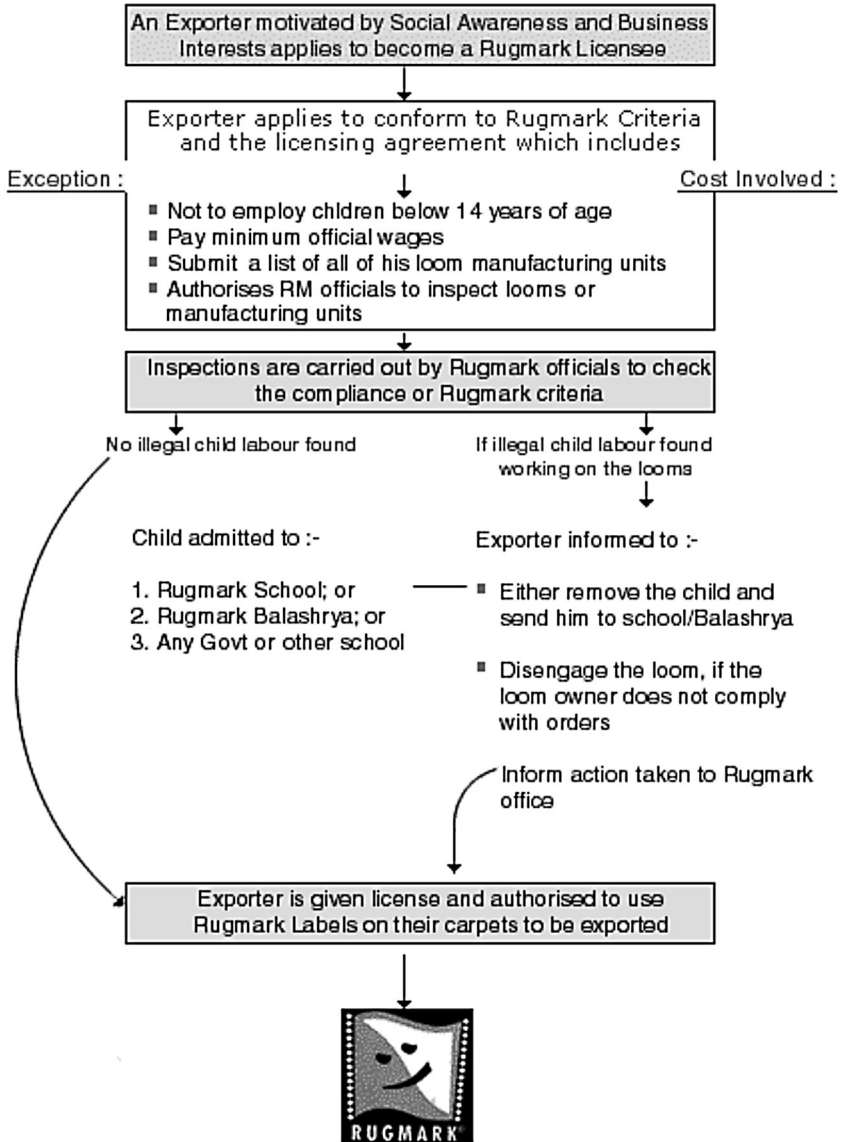 An Exporter motivated by Social Awareness and Business
Interests applies to become a Rugmark Licensee
Exporter applies to conform to Rugmark Criteria
and the licensing agreement which includes
Exception :
Cost Involved :
Not to employ chldren below 14 years of age
Pay minimum official wages
Submit a list of all of his loom manufacturing units
Authorises RM officials to inspect looms or
manufacturing units
Inspections are carried out by Rugmark officials to check
the compliance or Rugmark criteria
No illegal child labour found
If illegal child labour found
working on the looms
Child admitted to :-
1. Rugmark School; or
2. Rugmark Balashrya; or
3. Any Govt or other school
Exporter informed to :-
Either remove the child and
send him to school/Balashrya
Disengage the loom, if the
loom owner does not comply
with orders
Inform action taken to Rugmark
office
Exporter is given license and authorised to use
Rugmark Labels on their carpets to be exported
RUGMARK